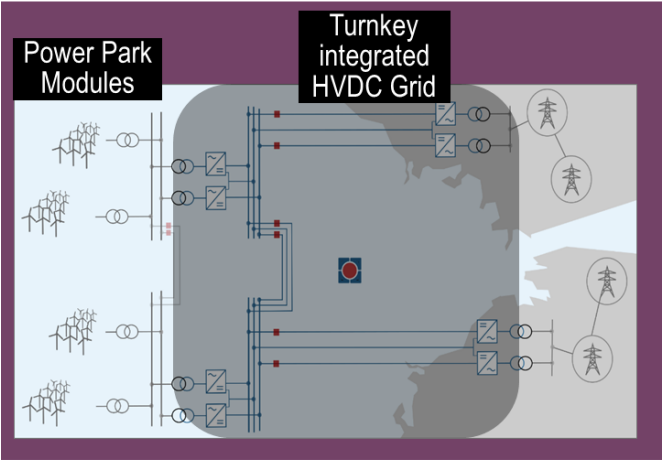 Power Park
Modules
Turnkey
integrated
HVDC Grid